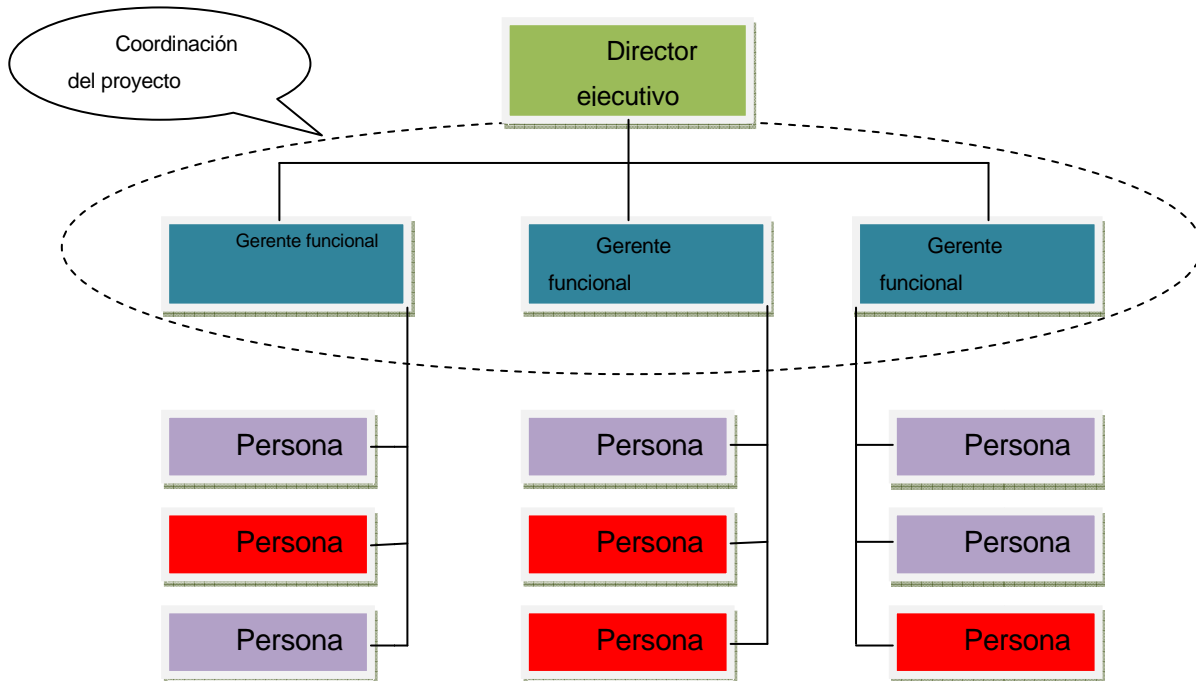 Coordinación
del proyecto
Director
ejecutivo
Gerente funcional
Gerente
funcional
Gerente
funcional
Persona
Persona
Persona
Persona
Persona
Persona
Persona
Persona
Persona